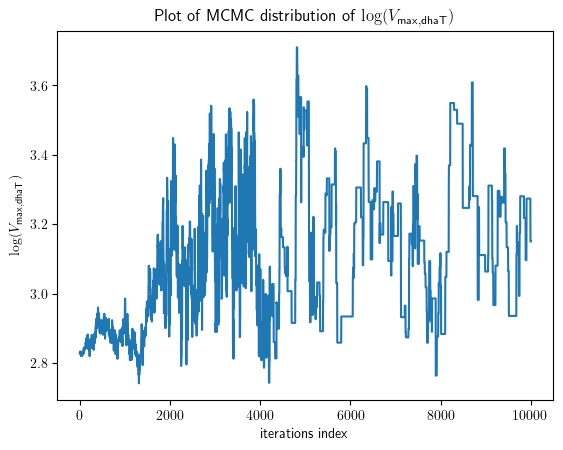 Plot of MCMC distribution of log(V_max,dhaT)
log(V_max,dhaT)
3.6
3.4
3.2
3.0
2.8
0 2000 4000 6000 8000 10000
iterations index